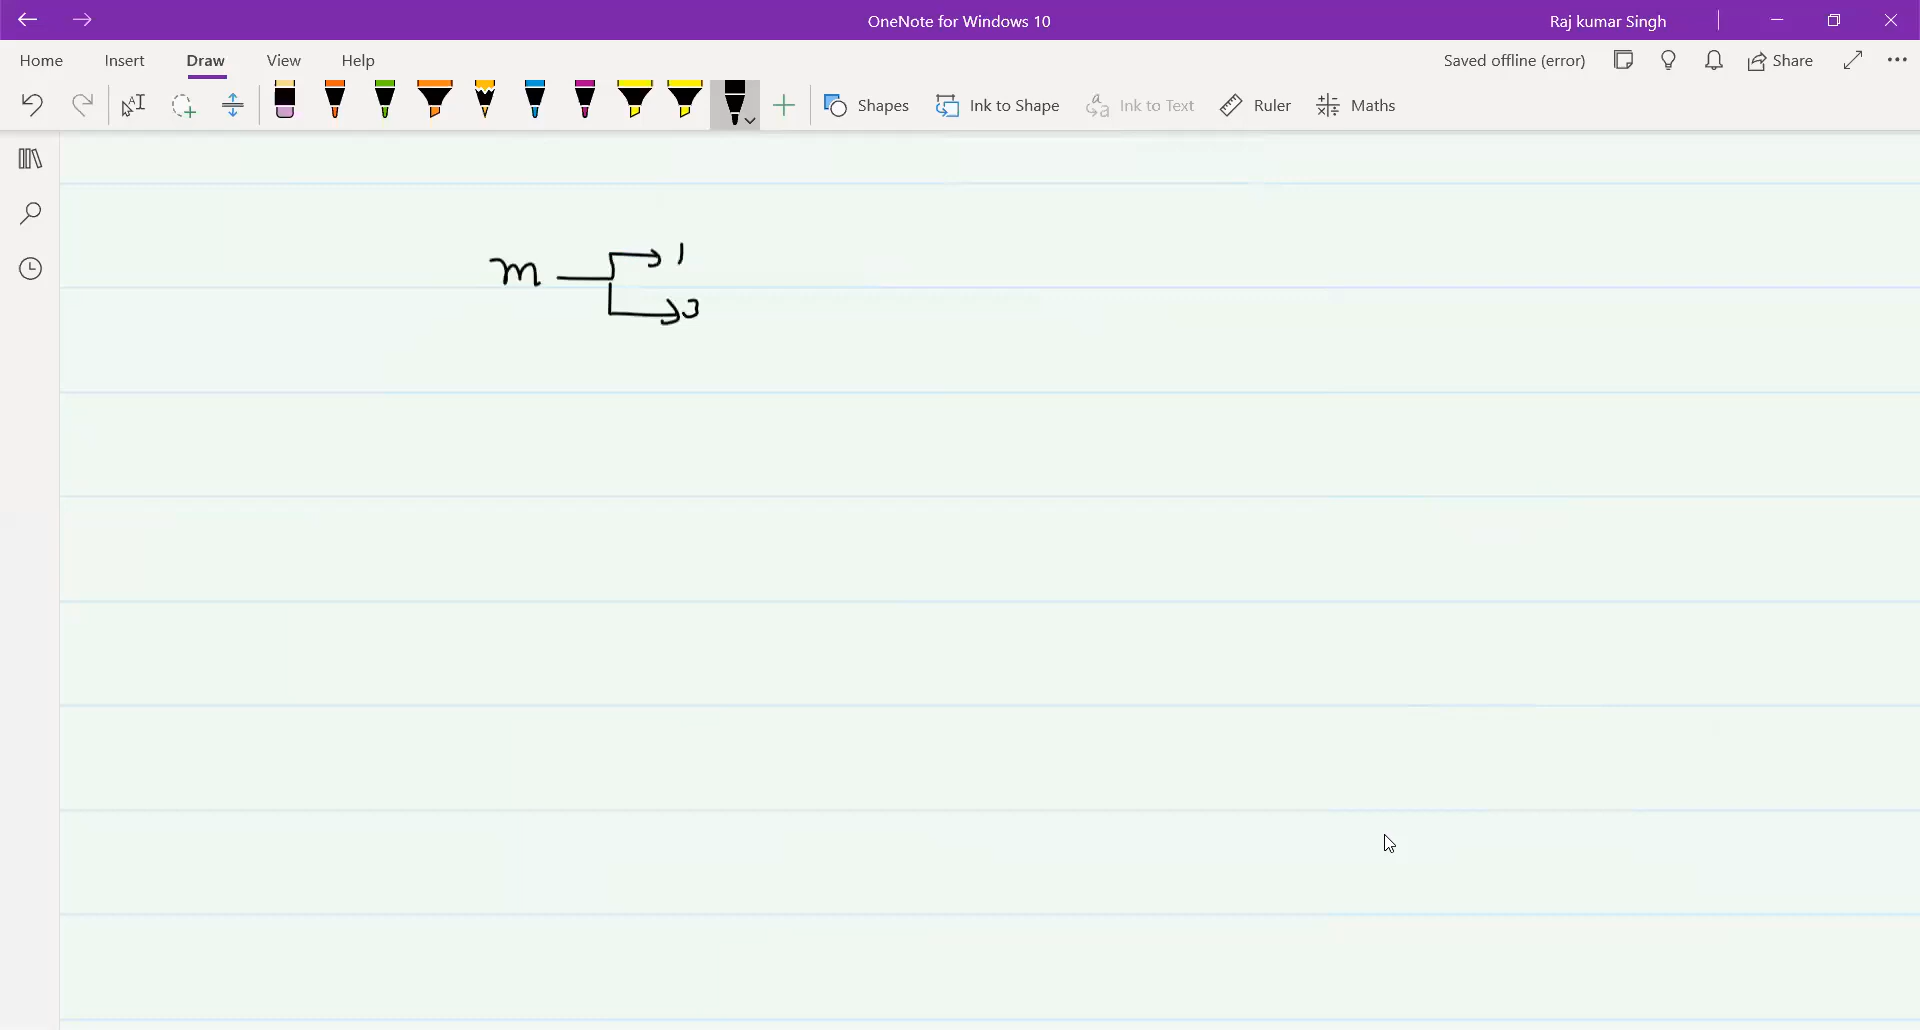 OneNote for Windows 10
Raj kumar Singh
Home Insert Draw View Help
Saved offline (error)
Share
Shapes Ink to Shape Ink to Text Ruler Maths
m 1
3